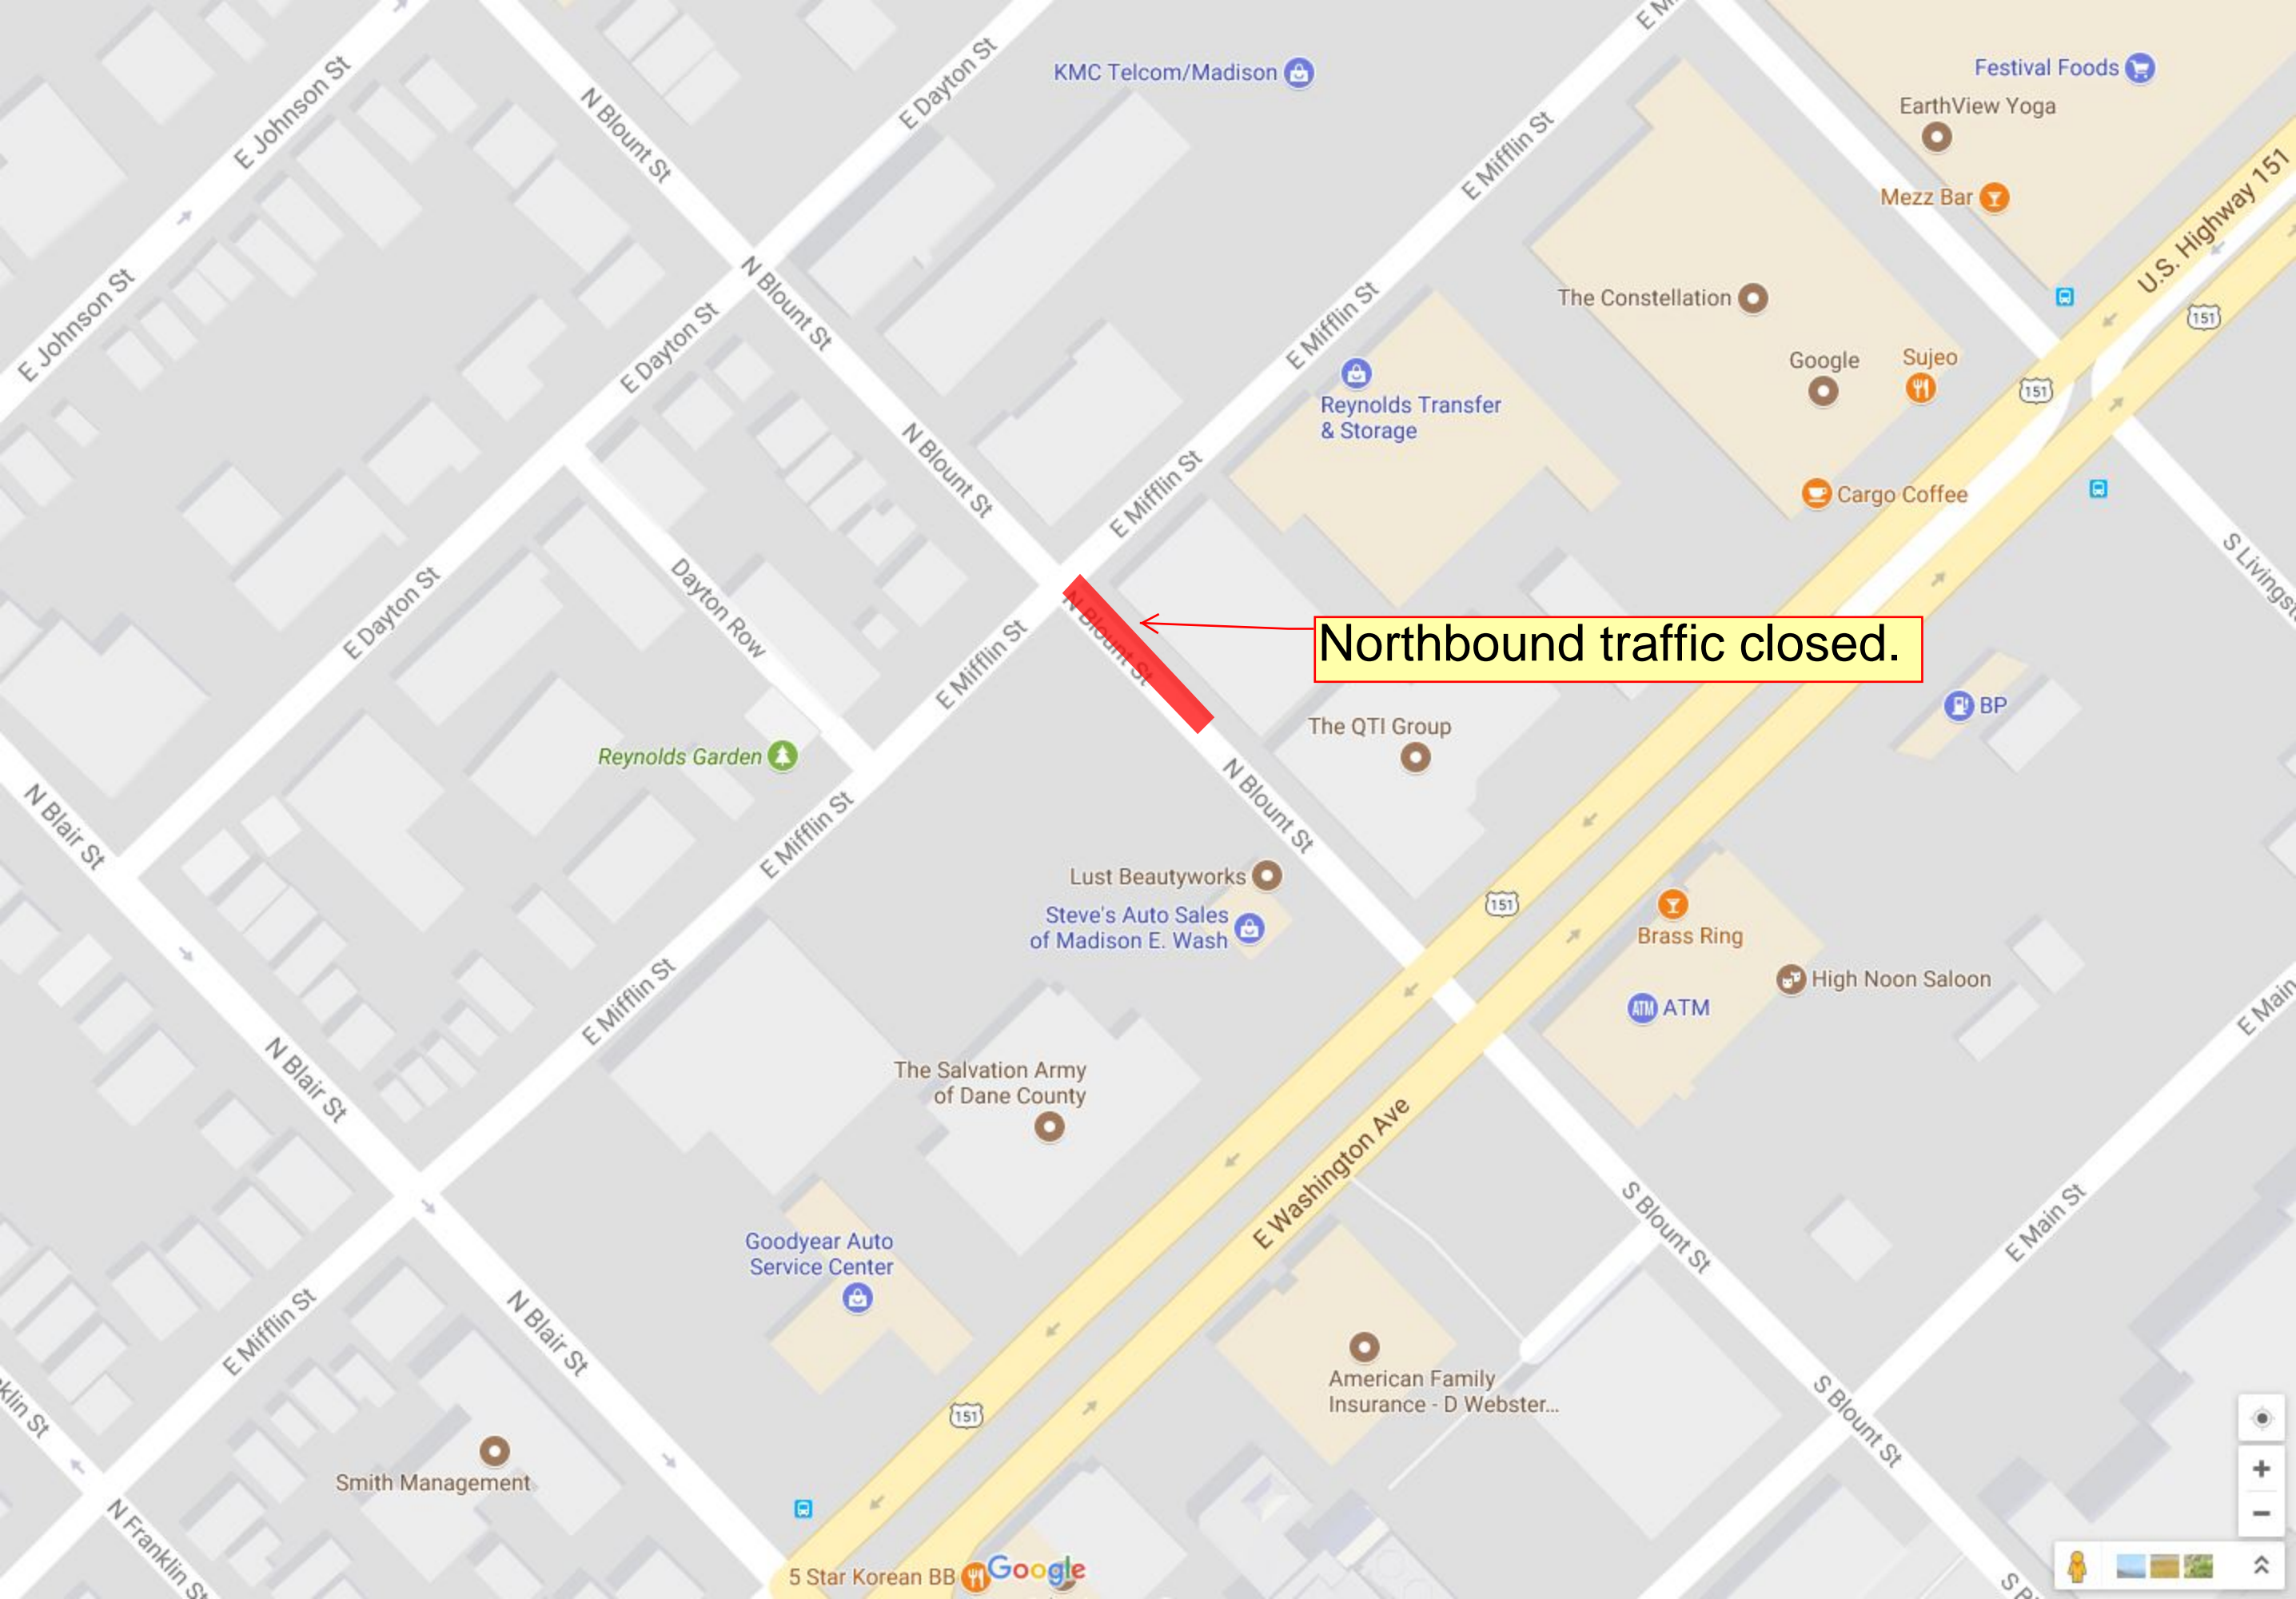 E Mi
E Johnson St
N Blount St
E Dayton St
KMC Telcom/Madison
E Mifflin St
Festival Foods
EarthView Yoga
Mezz Bar
U.S. Highway 151
151
E Johnson St
N Blount St
E Dayton St
E Mifflin St
The Constellation
Google
Sujeo
151
Reynolds Transfer
& Storage
N Blount St
E Mifflin St
Cargo Coffee
S Livings
E Dayton St
Dayton Row
E Mifflin St
N Blount St
Northbound traffic closed.
BP
The QTI Group
Reynolds Garden
N Blair St
N Blount St
E Mifflin St
Lust Beautyworks
Steve's Auto Sales
of Madison E. Wash
151
Brass Ring
High Noon Saloon
ATM ATM
E Main
E Mifflin St
N Blair St
The Salvation Army
of Dane County
E Washington Ave
S Blount St
E Main St
Goodyear Auto
Service Center
E Mifflin St
N Blair St
American Family
Insurance - D Webster...
klin St
151
S Blount St
Smith Management
N Franklin St
5 Star Korean BB
Google